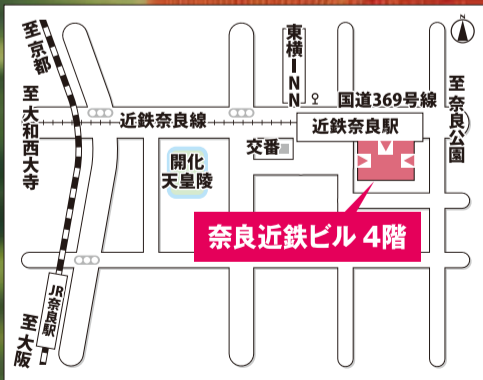 N
至京都
至大和西大寺
東横INN
国道369号線
至奈良公園
近鉄奈良線
近鉄奈良駅
交番
開化
天皇陵
奈良近鉄ビル 4階
JR奈良駅
至大阪